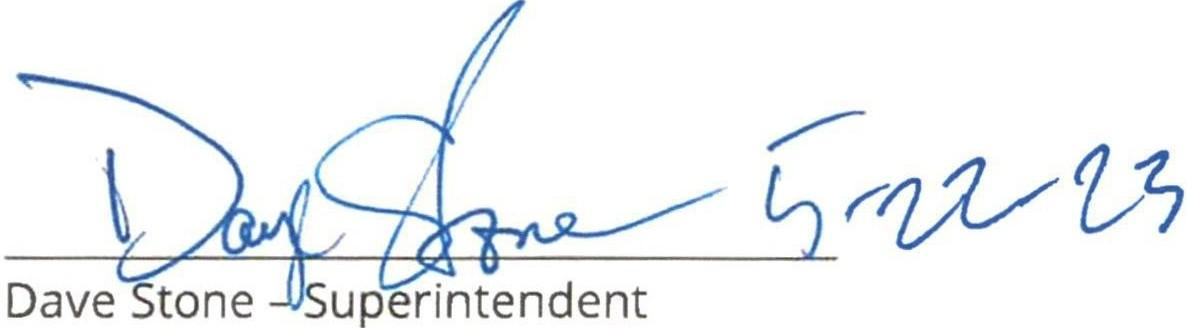 Dave Stone 5-22-23
Dave Stone – Superintendent